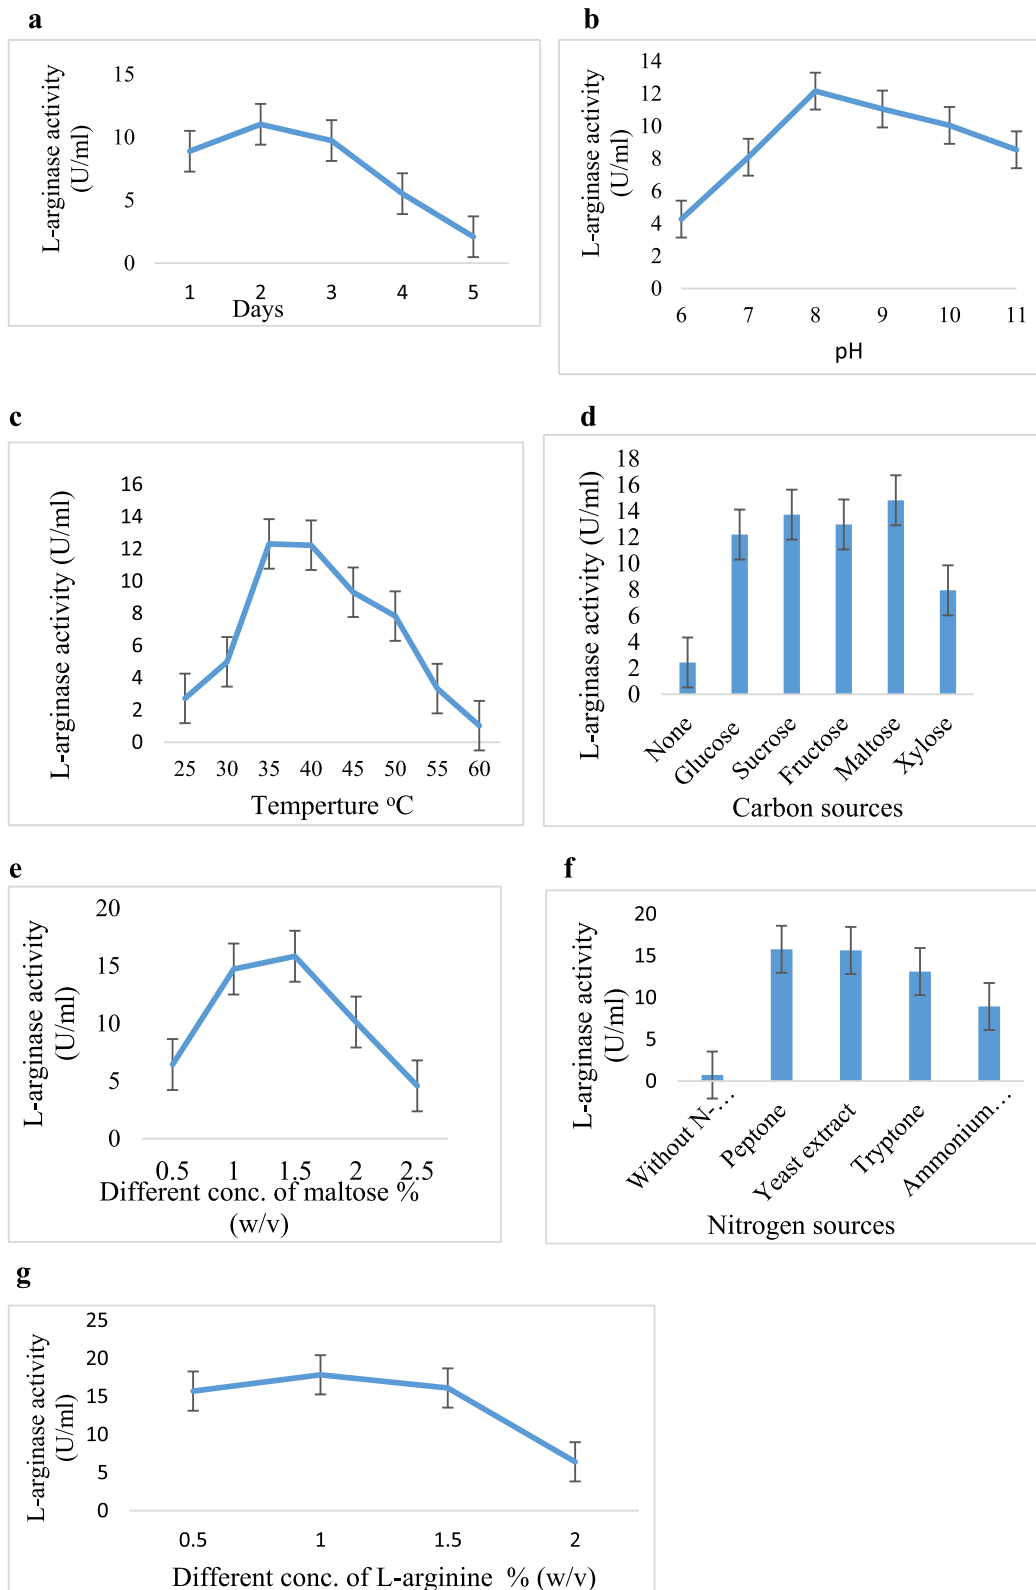 a
L-arginase activity
(U/ml)
15
10
5
0
1 2 3 4 5
Days
b
L-arginase activity
(U/ml)
14
12
10
8
6
4
2
0
6 7 8 9 10 11
pH
c
L-arginase activity (U/ml)
16
14
12
10
8
6
4
2
0
25 30 35 40 45 50 55 60
Temperture °C
d
L-arginase activity (U/ml)
18
16
14
12
10
8
6
4
2
0
None
Glucose
Sucrose
Fructose
Maltose
Xylose
Carbon sources
e
L-arginase activity
(U/ml)
20
15
10
5
0
0.5 1 1.5 2 2.5
Different conc. of maltose %
(w/v)
f
L-arginase activity
(U/ml)
20
15
10
5
0
Without N-…
Peptone
Yeast extract
Tryptone
Ammonium…
Nitrogen sources
g
L-arginase activity
(U/ml)
25
20
15
10
5
0
0.5 1 1.5 2
Different conc. of L-arginine % (w/v)